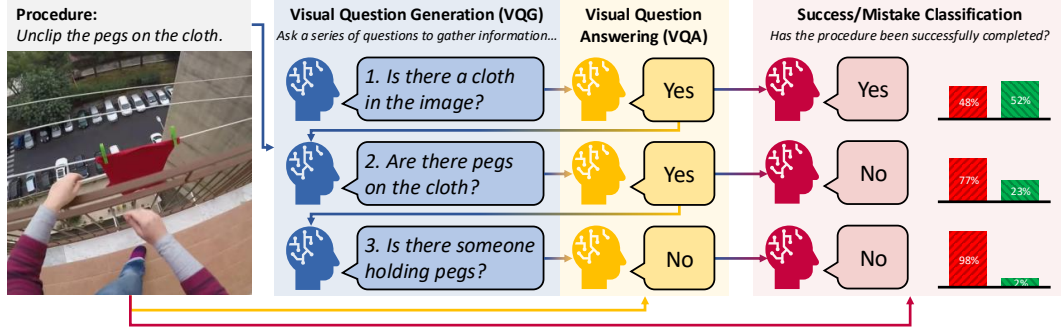 Procedure:
Unclip the pegs on the cloth.
Visual Question Generation (VQG)
Ask a series of questions to gather information…
Visual Question
Answering (VQA)
Success/Mistake Classification
Has the procedure been successfully completed?
1. Is there a cloth
in the image?
Yes
Yes
48%
52%
2. Are there pegs
on the cloth?
Yes
No
77%
23%
3. Is there someone
holding pegs?
No
No
98%
2%